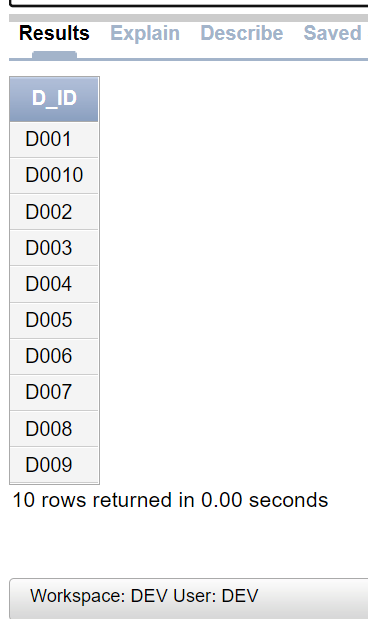 Results Explain Describe Saved
D_ID
D001
D0010
D002
D003
D004
D005
D006
D007
D008
D009
10 rows returned in 0.00 seconds
Workspace: DEV User: DEV